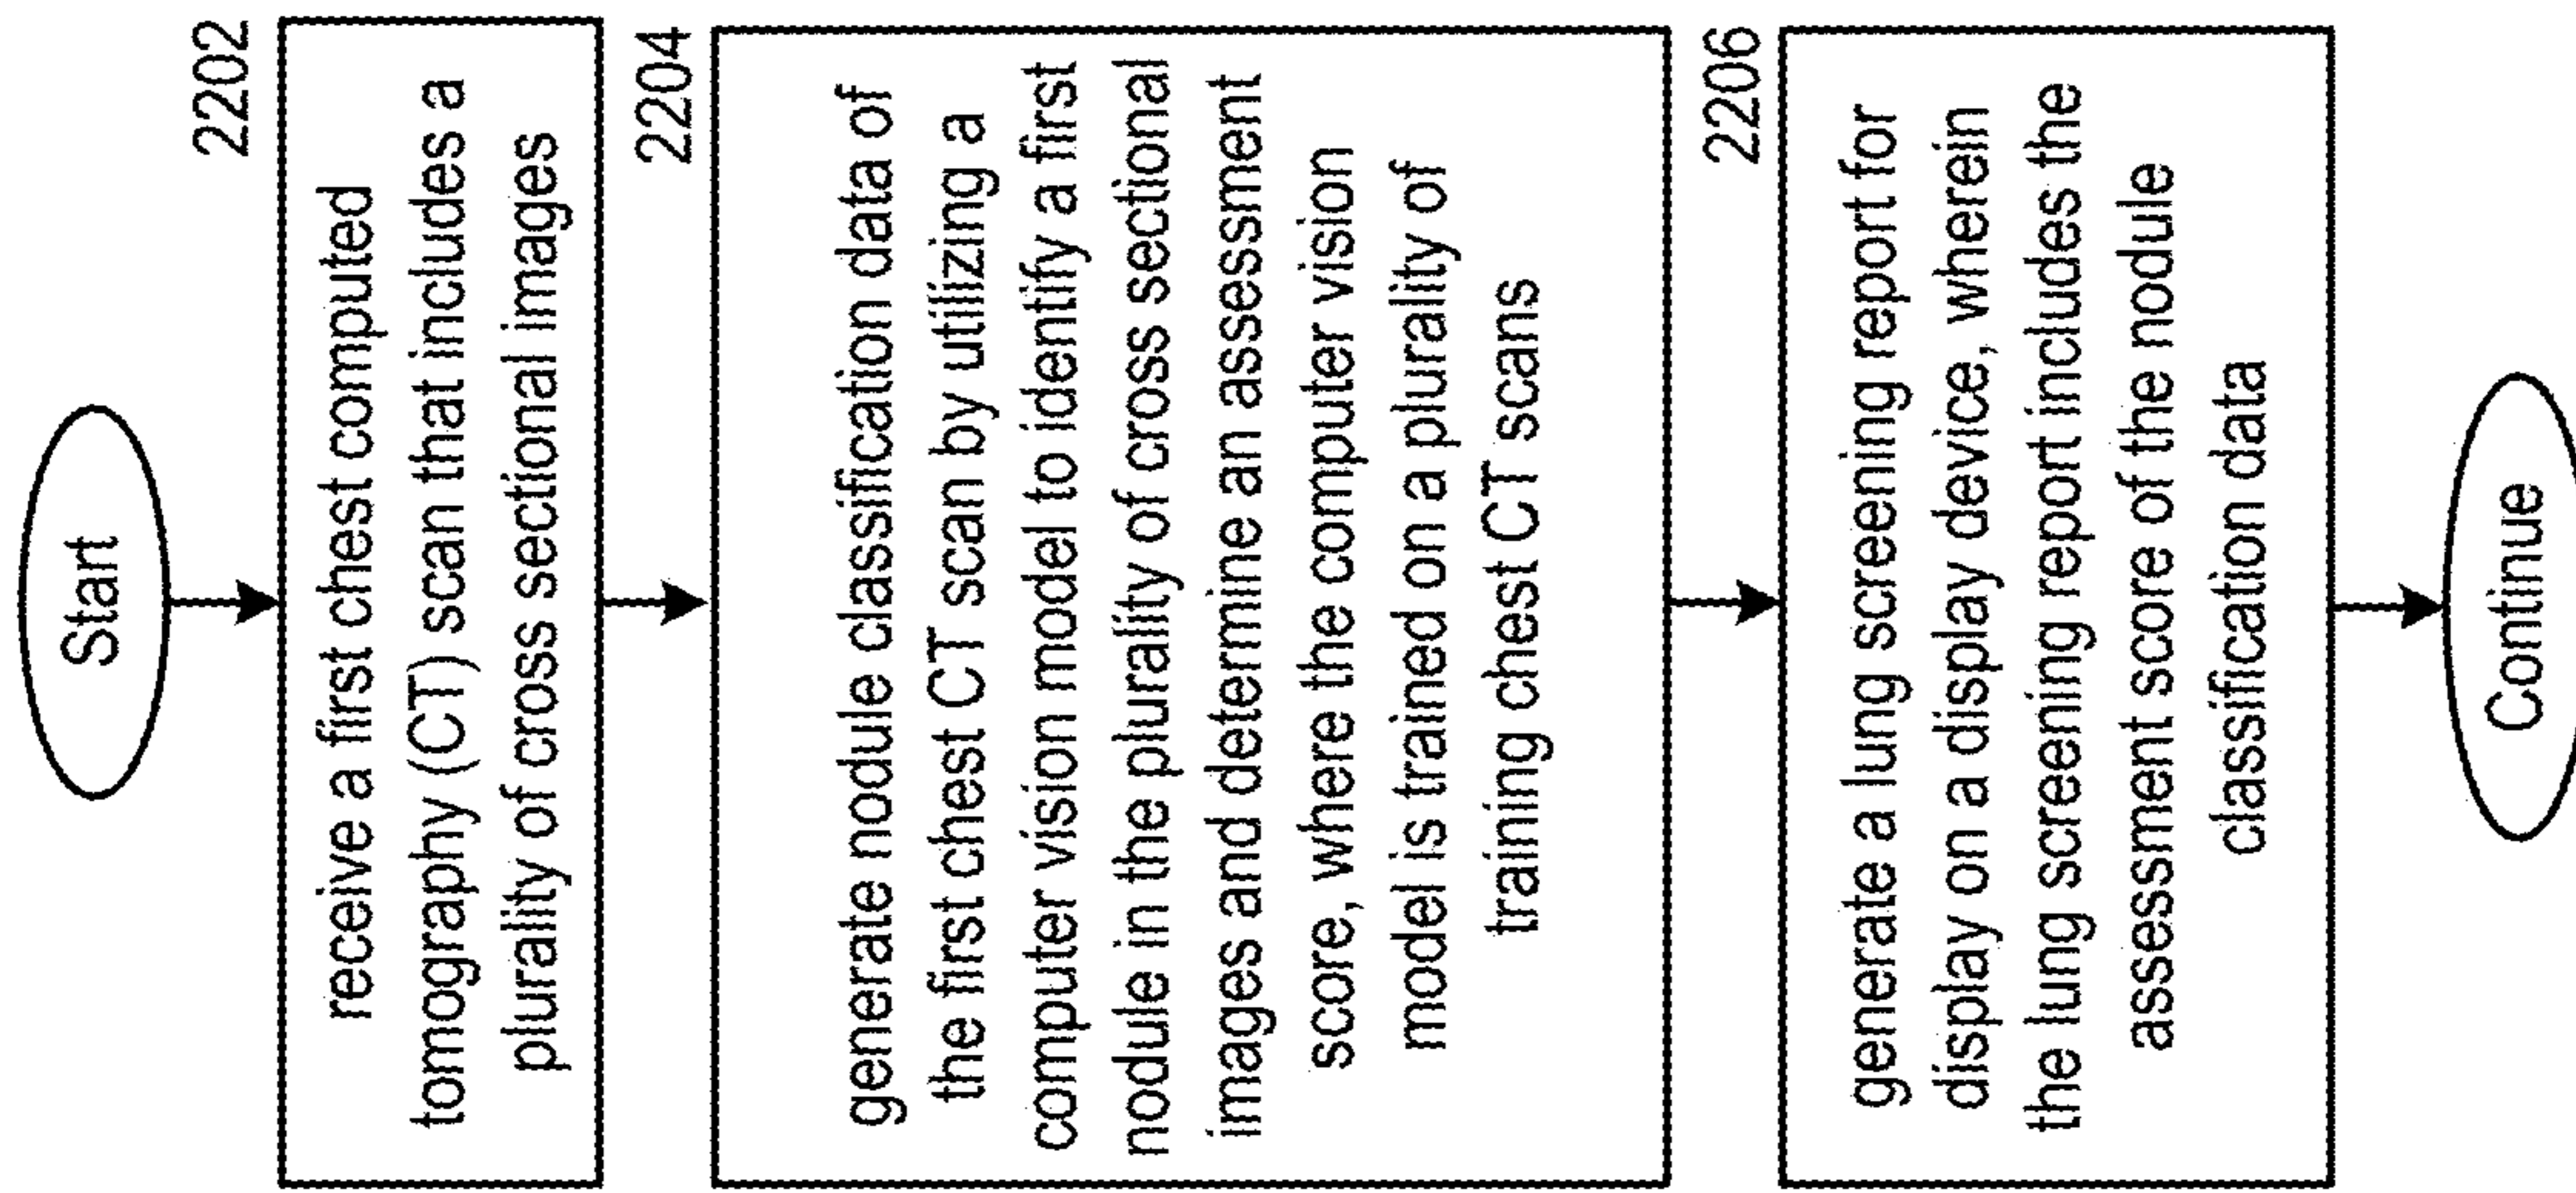 Start
2202
receive a first chest computed
tomography (CT) scan that includes a
plurality of cross sectional images
2204
generate nodule classification data of
the first chest CT scan by utilizing a
computer vision model to identify a first
nodule in the plurality of cross sectional
images and determine an assessment
score, where the computer vision
model is trained on a plurality of
training chest CT scans
2206
generate a lung screening report for
display on a display device, wherein
the lung screening report includes the
assessment score of the nodule
classification data
Continue